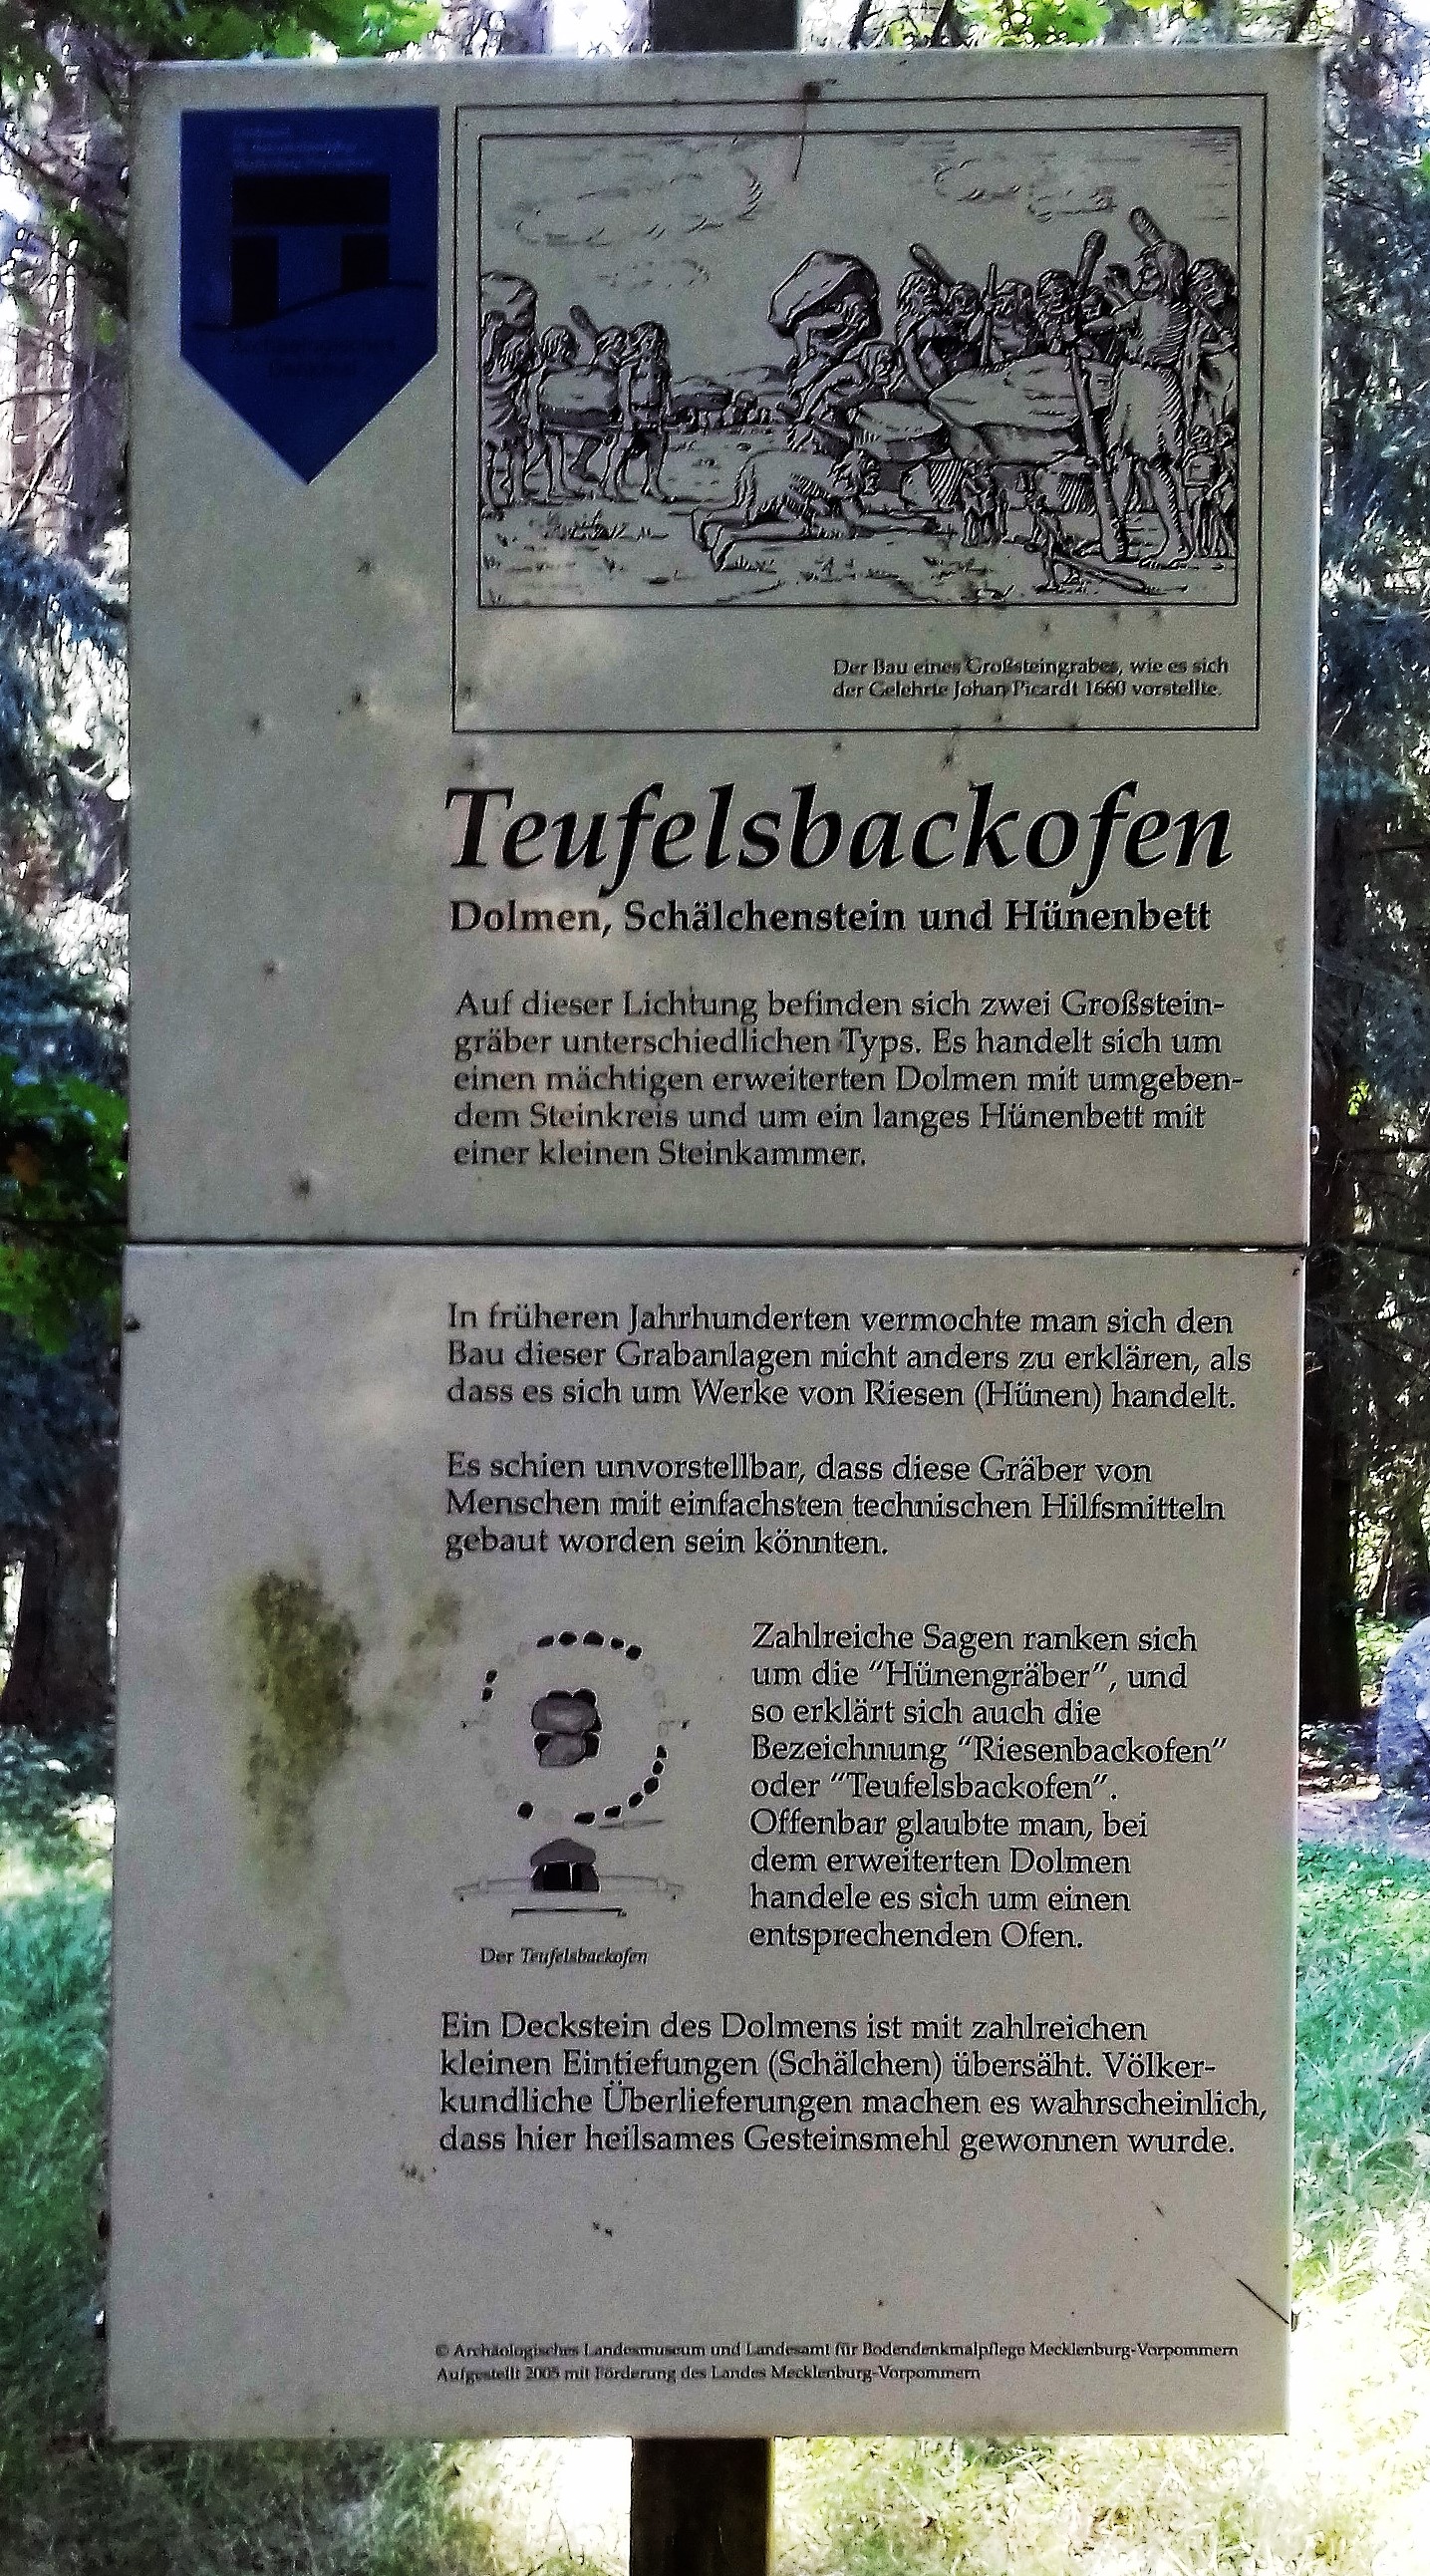 Der Bau eines Großsteingrabes, wie es sich
der Gelehrte Johan Picardt 1660 vorstellte.
Teufelsbackofen
Dolmen, Schälchenstein und Hünenbett
Auf dieser Lichtung befinden sich zwei Großstein-
gräber unterschiedlichen Typs. Es handelt sich um
einen mächtigen erweiterten Dolmen mit umgeben-
dem Steinkreis und um ein langes Hünenbett mit
einer kleinen Steinkammer.
In früheren Jahrhunderten vermochte man sich den
Bau dieser Grabanlagen nicht anders zu erklären, als
dass es sich um Werke von Riesen (Hünen) handelt.
Es schien unvorstellbar, dass diese Gräber von
Menschen mit einfachsten technischen Hilfsmitteln
gebaut worden sein könnten.
Zahlreiche Sagen ranken sich
um die "Hünengräber", und
so erklärt sich auch die
Bezeichnung "Riesenbackofen"
oder "Teufelsbackofen".
Offenbar glaubte man, bei
dem erweiterten Dolmen
handele es sich um einen
entsprechenden Ofen.
Der Teufelsbackofen
Ein Deckstein des Dolmens ist mit zahlreichen
kleinen Eintiefungen (Schälchen) übersäht. Völker-
kundliche Überlieferungen machen es wahrscheinlich,
dass hier heilsames Gesteinsmehl gewonnen wurde.
© Archäologisches Landesmuseum und Landesamt für Bodendenkmalpflege Mecklenburg-Vorpommern
Aufgestellt 2005 mit Förderung des Landes Mecklenburg-Vorpommern